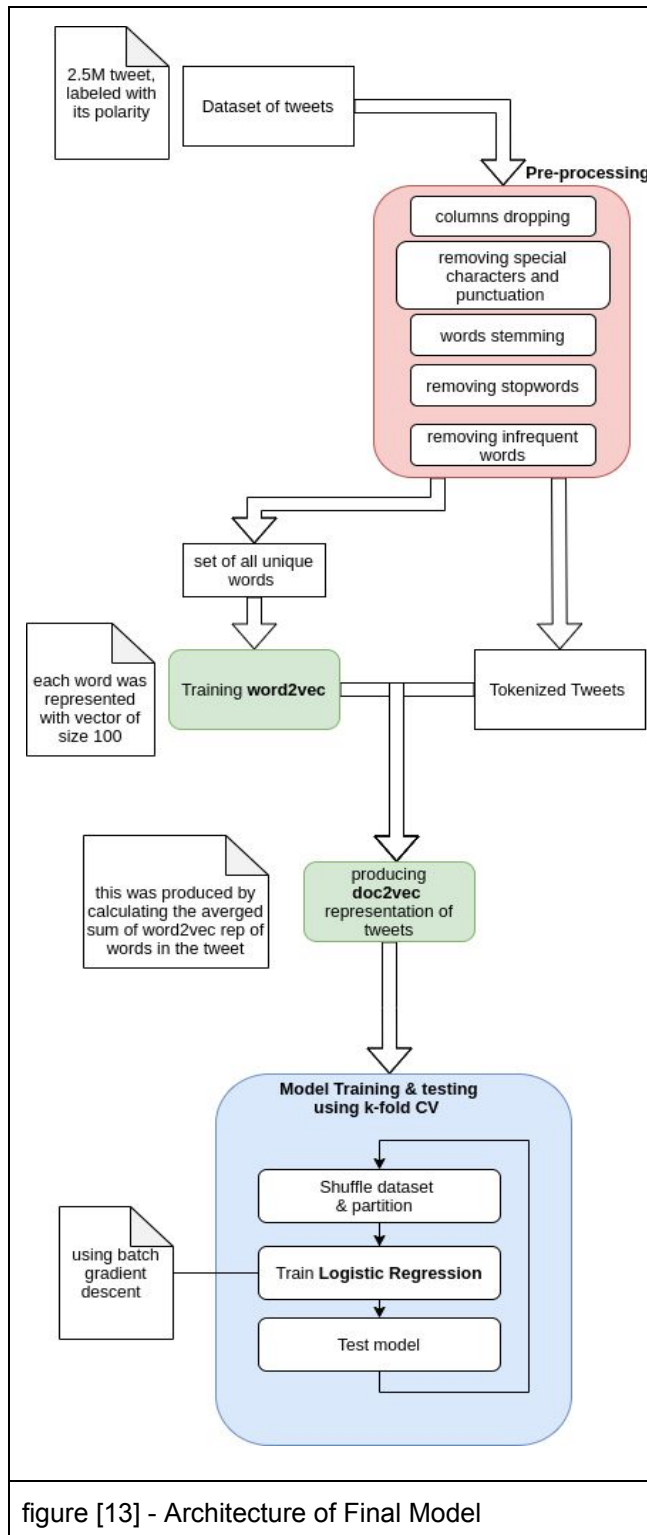 2.5M tweet,
labeled with
its polarity
Dataset of tweets
Pre-processing
columns dropping
removing special
characters and
punctuation
words stemming
removing stopwords
removing infrequent
words
set of all unique
words
each word was
represented
with vector of
size 100
Training word2vec
Tokenized Tweets
this was produced by
calculating the averged
sum of word2vec rep of
words in the tweet
producing
doc2vec
representation of
tweets
Model Training & testing
using k-fold CV
Shuffle dataset
& partition
using batch
gradient
descent
Train Logistic Regression
Test model
figure [13] - Architecture of Final Model